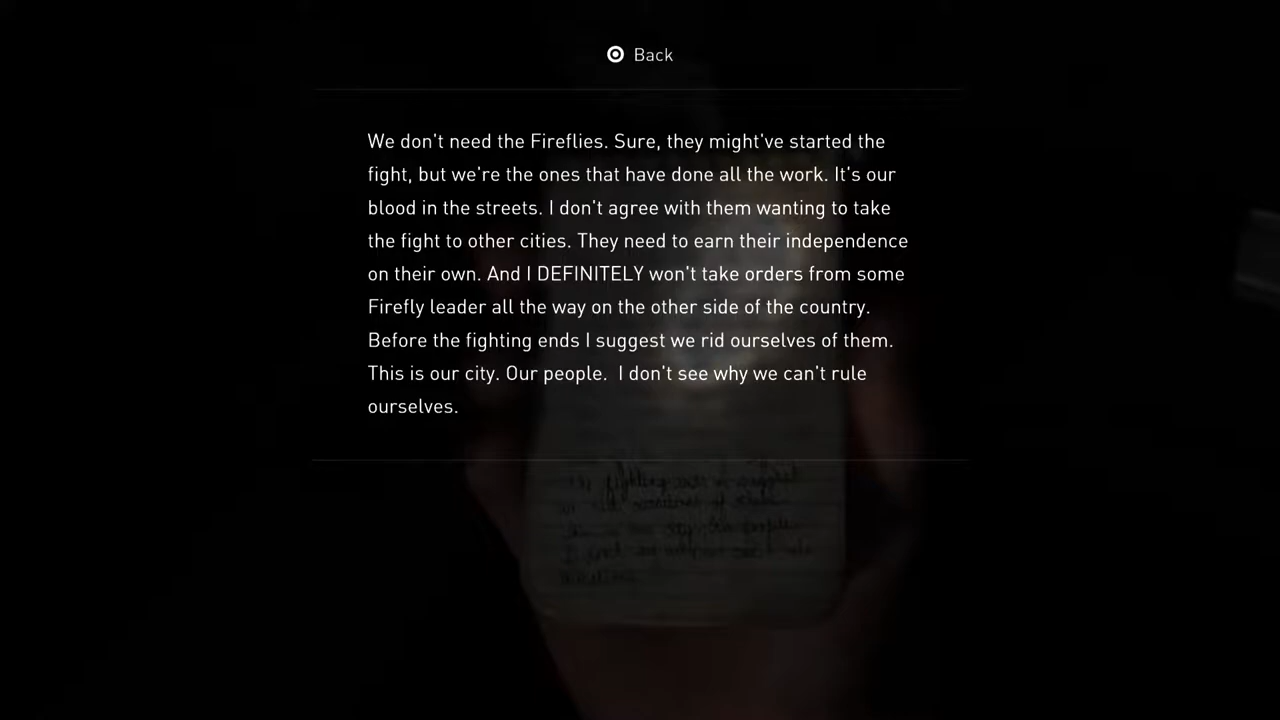 Back
We don't need the Fireflies. Sure, they might've started the
fight, but we're the ones that have done all the work. It's our
blood in the streets. I don't agree with them wanting to take
the fight to other cities. They need to earn their independence
on their own. And I DEFINITELY won't take orders from some
Firefly leader all the way on the other side of the country.
Before the fighting ends I suggest we rid ourselves of them.
This is our city. Our people.  I don't see why we can't rule
ourselves.